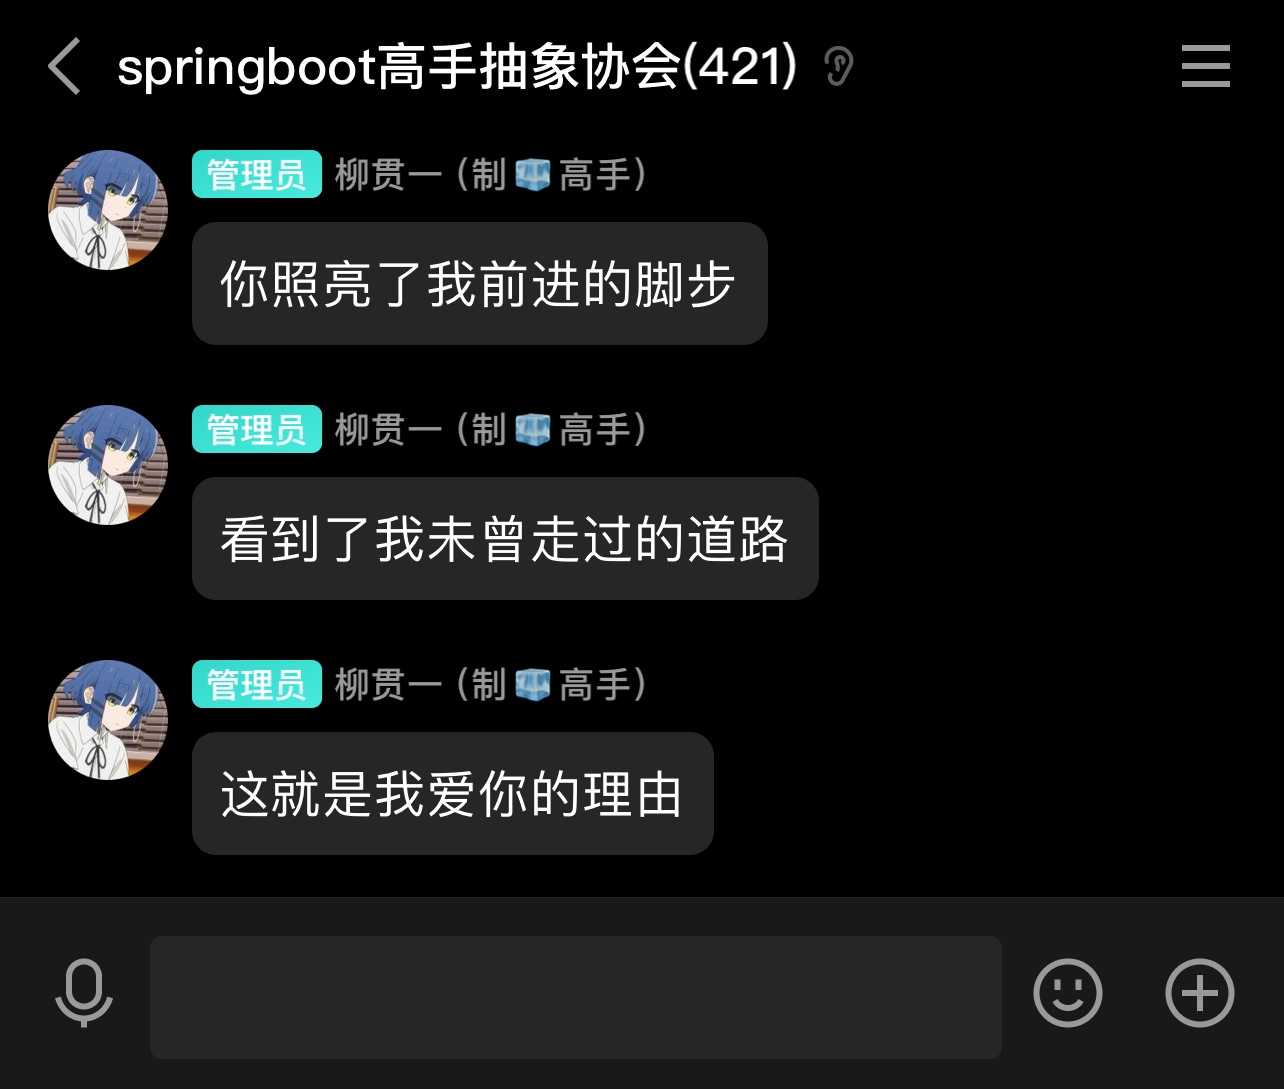 springboot高手抽象协会(421)
管理员 柳贯一（制🧊高手）
你照亮了我前进的脚步
管理员 柳贯一（制🧊高手）
看到了我未曾走过的道路
管理员 柳贯一（制🧊高手）
这就是我爱你的理由